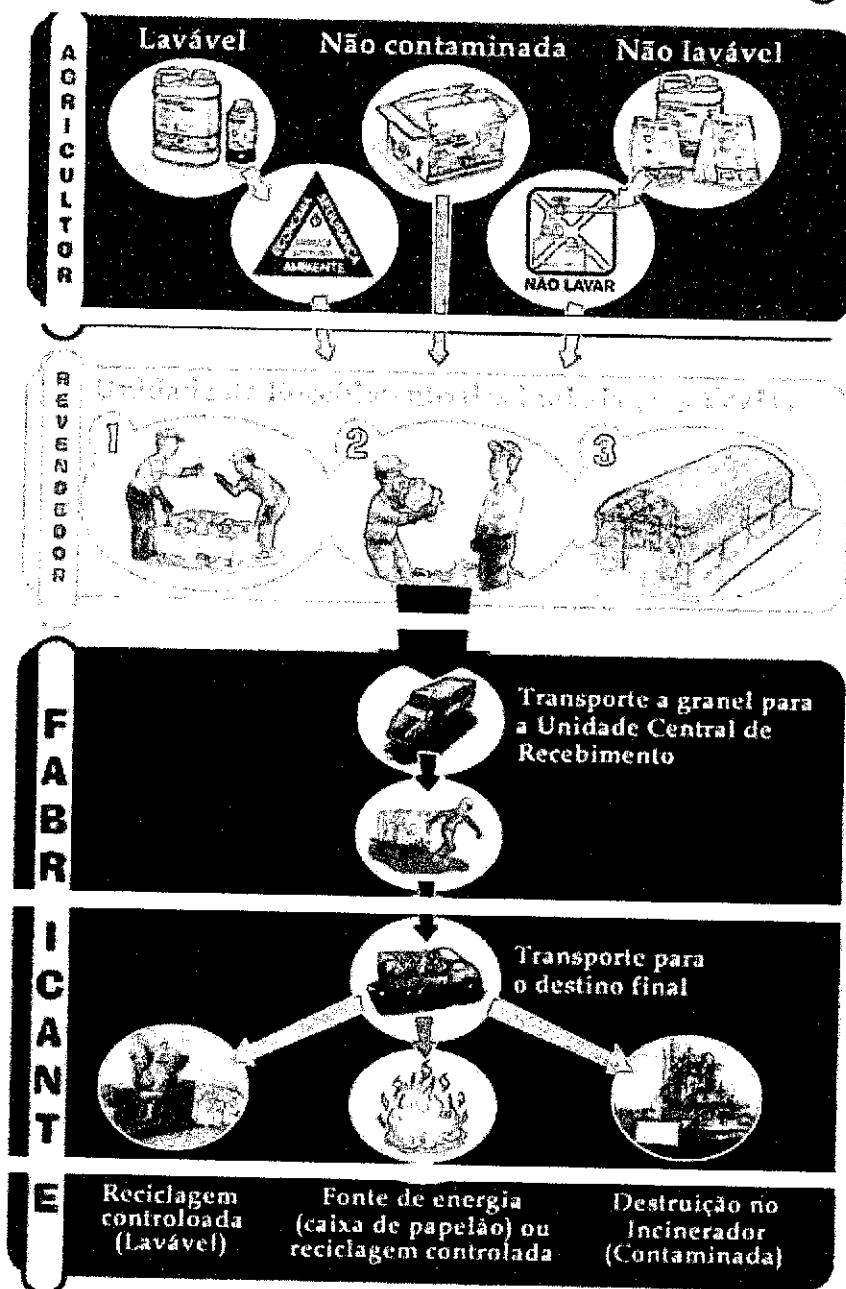 AGRICULTOR
Lavável
Não contaminada
Não lavável
AMBIENTE
NÃO LAVAR
REVENDEDOR
1
2
3
FABRICANTE
Transporte a granel para
a Unidade Central de
Recebimento
Transporte para
o destino final
Reciclagem
controloada
(Lavável)
Fonte de energia
(caixa de papelão) ou
reciclagem controlada
Destruição no
Incinerador
(Contaminada)